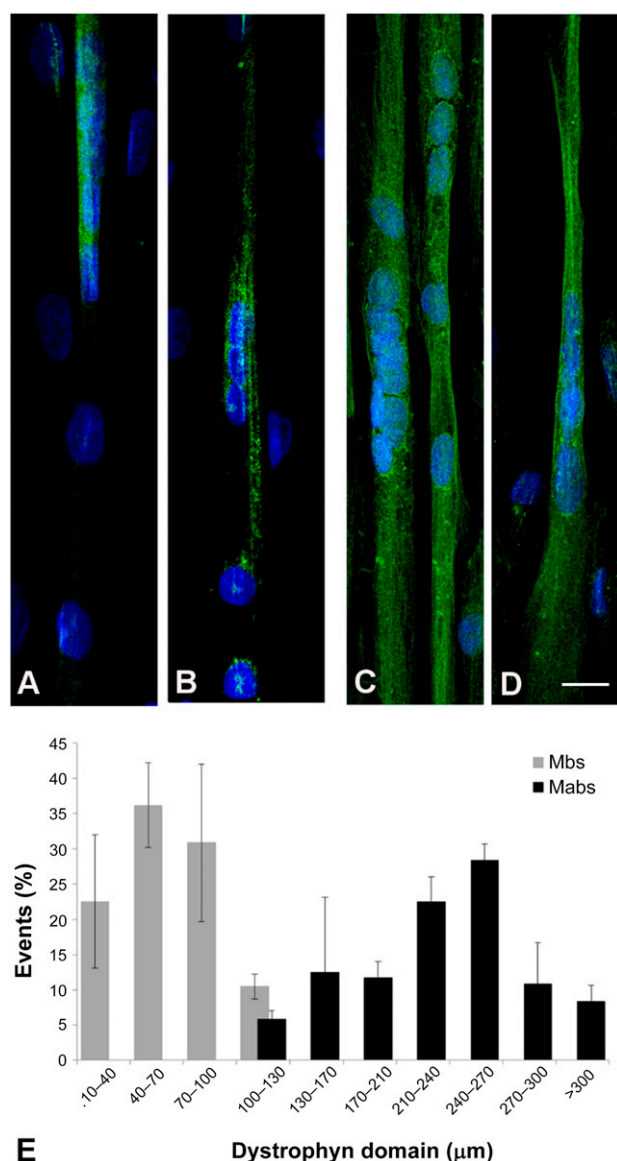 A
B
C
D
45
40
35
30
25
20
15
10
5
0
Events (%)
Mbs
Mabs
.10–40
40–70
70–100
100–130
130–170
170–210
210–240
240–270
270–300
>300
E
Dystrophyn domain (μm)